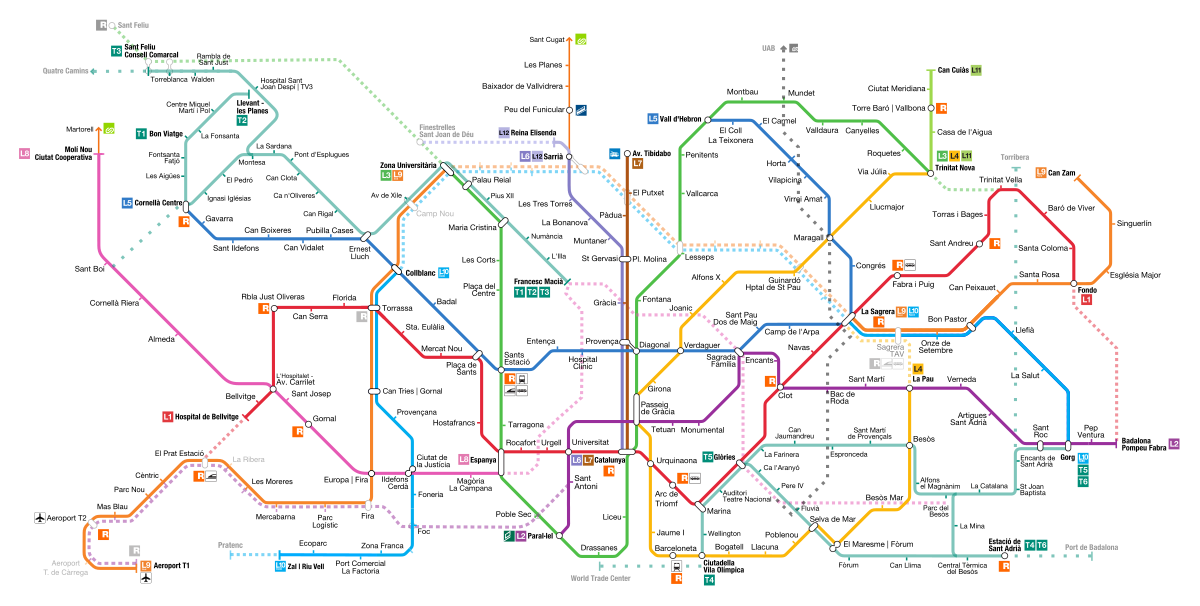 R Sant Feliu
T3 Sant Feliu
Consell Comarcal
Rambla de
Sant Just
Quatre Camins
Torreblanca
Walden
Hospital Sant
Joan Despí | TV3
Centre Miquel
Martí i Pol
Llevant -
les Planes
T2
T1 Bon Viatge
La Fonsanta
Fontsanta
Fatjó
La Sardana
Montesa
Pont d'Esplugues
Les Aigües
El Pedró
Can Clota
Ignasi Iglésias
Ca n'Oliveres
Can Rigal
L5 Cornellà Centre
R
Gavarra
Can Boixeres
Pubilla Cases
Sant Ildefons
Can Vidalet
Ernest
Lluch
Martorell
L8
Molí Nou
Ciutat Cooperativa
Sant Boi
Cornellà Riera
Almeda
Sant Cugat
Les Planes
Baixador de Vallvidrera
Peu del Funicular
L12 Reina Elisenda
L6 L12 Sarrià
Finestrelles
Sant Joan de Déu
Zona Universitària
L3 L9
Palau Reial
Av de Xile
Pius XII
Camp Nou
Maria Cristina
Numància
L'Illa
Francesc Macià
T1 T2 T3
Les Corts
Plaça del
Centre
Collblanc L10
Badal
Les Tres Torres
La Bonanova
Muntaner
St Gervasi
Pl. Molina
Gràcia
Av. Tibidabo
L7
El Putxet
Pàdua
Lesseps
Fontana
Joanic
UAB
Montbau
Mundet
L5 Vall d'Hebron
El Coll
La Teixonera
El Carmel
Valldaura
Canyelles
Roquetes
Penitents
Vallcarca
Horta
Vilapicina
Virrei Amat
Via Júlia
Llucmajor
Maragall
Alfons X
Guinardó
Hptal de St Pau
Congrés
Can Cuiàs L11
Ciutat Meridiana
Torre Baró | Vallbona R
Casa de l'Aigua
L3 L4 L11
Trinitat Nova
Torribera
Trinitat Vella
L9 Can Zam
Torras i Bages
Baró de Viver
Singuerlin
Sant Andreu R
Santa Coloma
R
Fabra i Puig
Santa Rosa
Església Major
Can Peixauet
Fondo
L1
La Sagrera L9 L10
R
Bon Pastor
Sagrera
TAV
R
Onze de
Setembre
Llefià
La Salut
L4
La Pau
Rbla Just Oliveras
R
Florida
Can Serra
R
Torrassa
Sta. Eulàlia
Mercat Nou
Plaça de
Sants
Sants
Estació
R
Entença
Hospital
Clínic
Provença
Diagonal
Verdaguer
Sant Pau
Dos de Maig
Sagrada
Família
Camp de l'Arpa
Encants
Navas
R
Clot
Bac de
Roda
Sant Martí
Verneda
Artigues
Sant Adrià
Sant
Roc
Pep
Ventura
Badalona
Pompeu Fabra
L2
Gorg L10
T5
T6
Encants de
Sant Adrià
St Joan
Baptista
La Catalana
L'Hospitalet -
Av. Carrilet
Bellvitge
Sant Josep
L1 Hospital de Bellvitge
Gornal
R
Can Tries | Gornal
Provençana
Hostafrancs
Tarragona
Rocafort
Urgell
Universitat
L8 Espanya
L6 L7 Catalunya
R
Girona
Passeig
de Gràcia
Tetuan
Monumental
Urquinaona
T5 Glòries
Can
Jaumandreu
Sant Martí
de Provençals
La Farinera
Espronceda
Ca l'Aranyó
Besòs
El Prat Estació
R
La Ribera
Cèntric
Parc Nou
Mas Blau
Aeroport T2
R
Les Moreres
Mercabarna
Parc
Logístic
Europa | Fira
Fira
Ildefons
Cerdà
Ciutat de
la Justícia
Magòria
La Campana
Foneria
Foc
Sant
Antoni
Poble Sec
L2 Paral·lel
Liceu
Drassanes
R
Arc de
Triomf
Auditori
Teatre Nacional
Marina
Pere IV
Fluvià
Besòs Mar
Alfons
el Magnànim
Parc del
Besòs
La Mina
Selva de Mar
Poblenou
El Maresme | Fòrum
Fòrum
Can Llima
Central Tèrmica
del Besòs
Estació de
Sant Adrià
T4 T6
R
Port de Badalona
Jaume I
Wellington
Bogatell
Llacuna
Barceloneta
R
Ciutadella
Vila Olímpica
T4
World Trade Center
Pratenc
Ecoparc
Zona Franca
L10 Zal | Riu Vell
Port Comercial
La Factoria
Aeroport
T. de Càrrega
R
L9 Aeroport T1